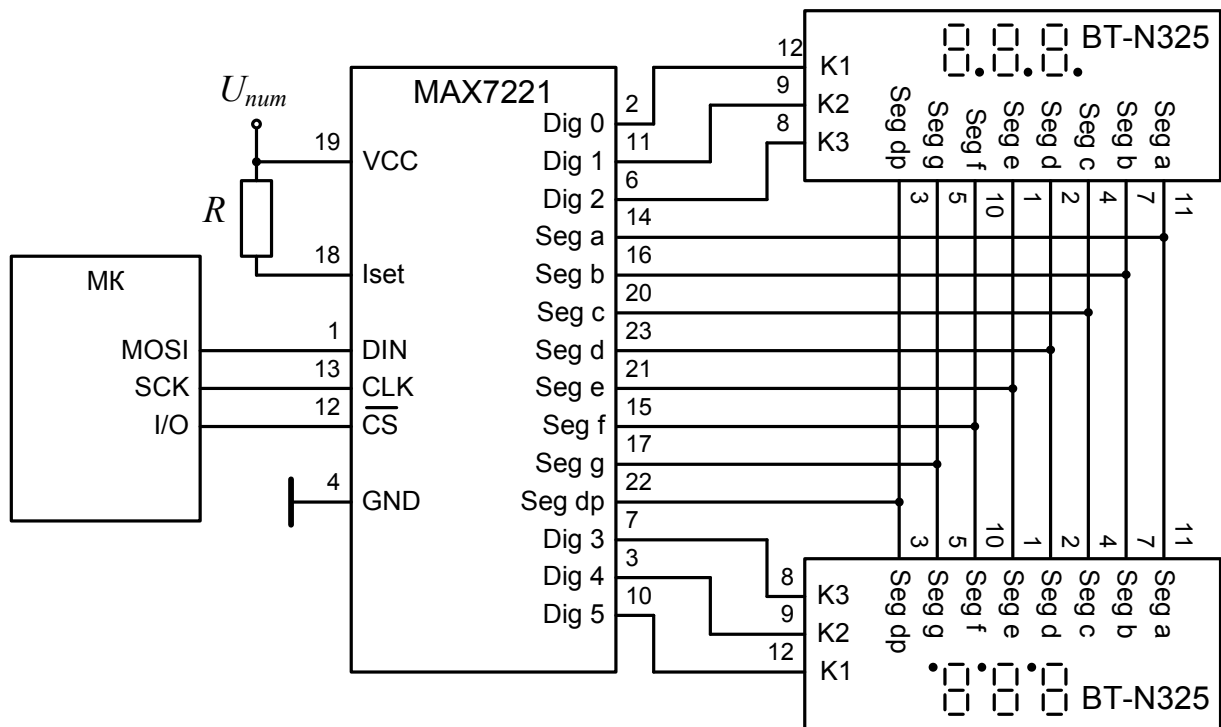 BT-N325
12
K1
9
K2
8
K3
Seg dp
Seg g
Seg f
Seg e
Seg d
Seg c
Seg b
Seg a
3
5
10
1
2
4
7
11
U num
R
MAX7221
19
VCC
18
Iset
1
DIN
13
CLK
12
CS
4
GND
Dig 0
2
Dig 1
11
Dig 2
6
Seg a
14
Seg b
16
Seg c
20
Seg d
23
Seg e
21
Seg f
15
Seg g
17
Seg dp
22
Dig 3
7
Dig 4
3
Dig 5
10
МК
MOSI
SCK
I/O
3
5
10
1
2
4
7
11
8
K3
9
K2
12
K1
Seg dp
Seg g
Seg f
Seg e
Seg d
Seg c
Seg b
Seg a
BT-N325